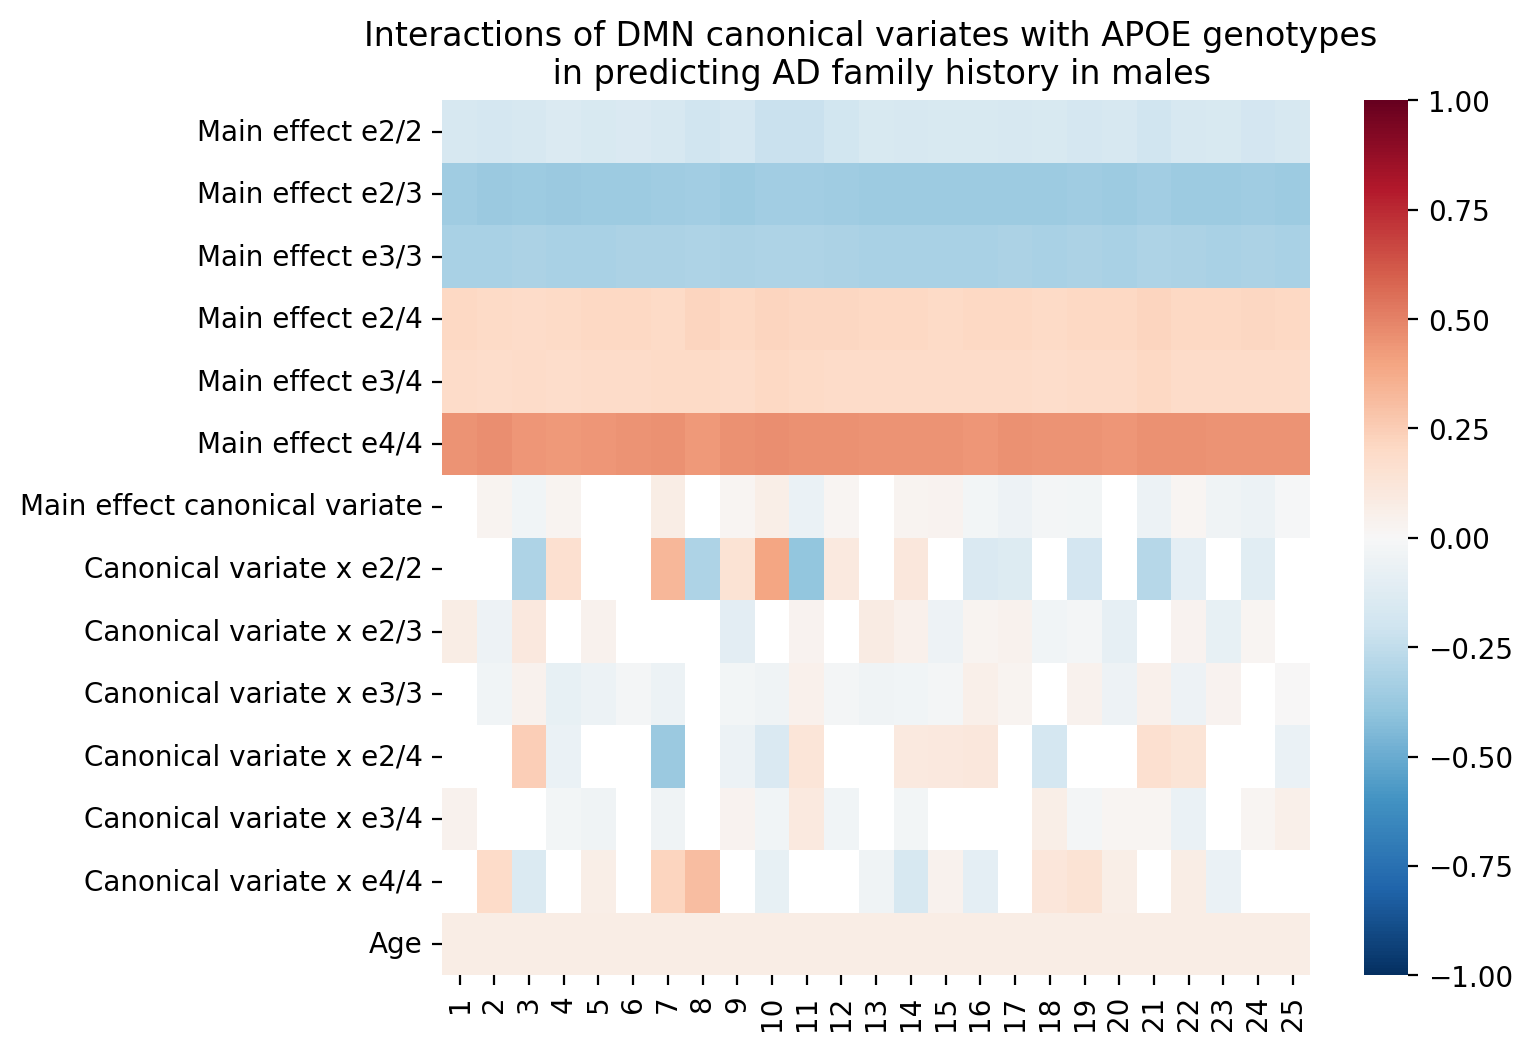 Interactions of DMN canonical variates with APOE genotypes
in predicting AD family history in males
Main effect e2/2
Main effect e2/3
Main effect e3/3
Main effect e2/4
Main effect e3/4
Main effect e4/4
Main effect canonical variate
Canonical variate x e2/2
Canonical variate x e2/3
Canonical variate x e3/3
Canonical variate x e2/4
Canonical variate x e3/4
Canonical variate x e4/4
Age
1 2 3 4 5 6 7 8 9 10 11 12 13 14 15 16 17 18 19 20 21 22 23 24 25
1.00
0.75
0.50
0.25
0.00
−0.25
−0.50
−0.75
−1.00